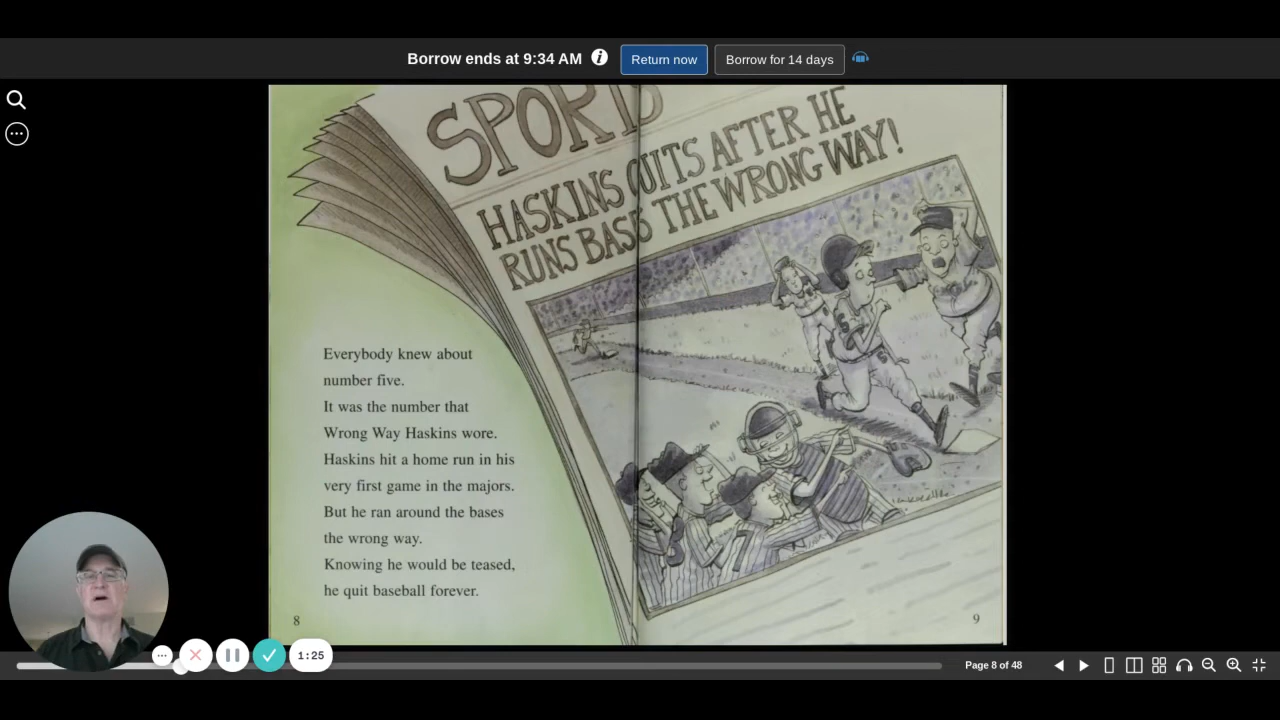 Borrow ends at 9:34 AM
Return now
Borrow for 14 days
SPORTS
HASKINS QUITS AFTER HE
RUNS BASES THE WRONG WAY!
Everybody knew about
number five.
It was the number that
Wrong Way Haskins wore.
Haskins hit a home run in his
very first game in the majors.
But he ran around the bases
the wrong way.
Knowing he would be teased,
he quit baseball forever.
8
9
5
3
7
1:25
Page 8 of 48